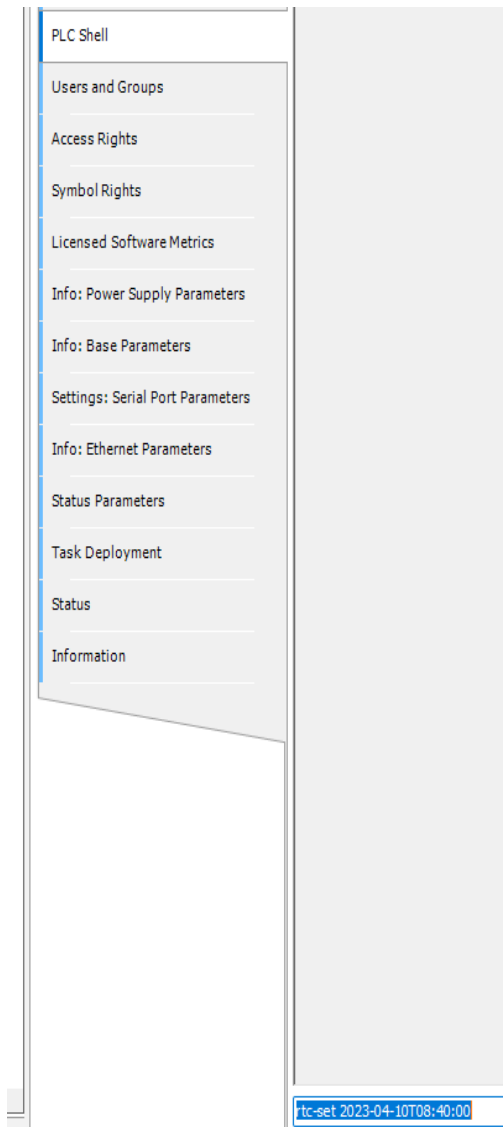 PLC Shell
Users and Groups
Access Rights
Symbol Rights
Licensed Software Metrics
Info: Power Supply Parameters
Info: Base Parameters
Settings: Serial Port Parameters
Info: Ethernet Parameters
Status Parameters
Task Deployment
Status
Information
rtc-set 2023-04-10T08:40:00